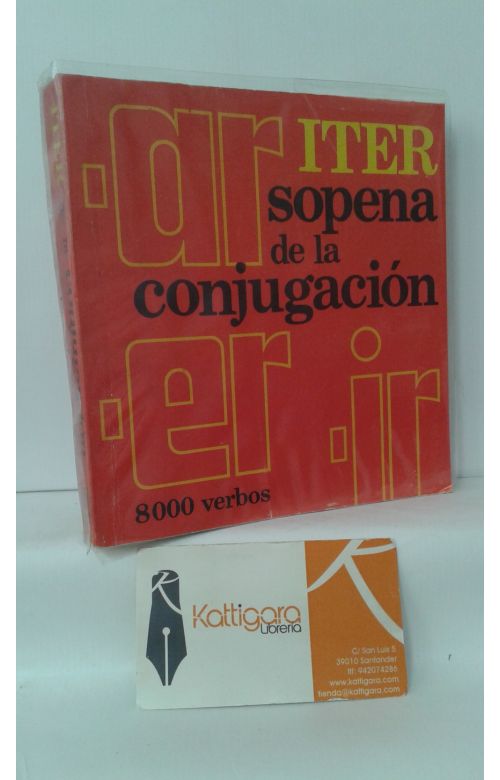 -ar
ITER
sopena
de la
conjugación
-er
-ir
8000 verbos
ITER
K
Kattigara
Librería
C/ San Luis 5
39010 Santander
tlf: 942074286
www.kattigara.com
tienda@kattigara.com